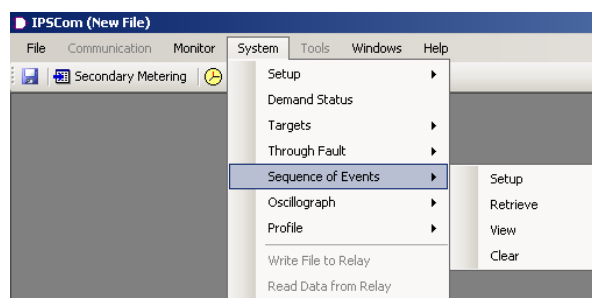 IPSCom (New File)
File Communication Monitor System Tools Windows Help
Secondary Metering
Setup
Demand Status
Targets
Through Fault
Sequence of Events
Oscillograph
Profile
Write File to Relay
Read Data from Relay
Setup
Retrieve
View
Clear